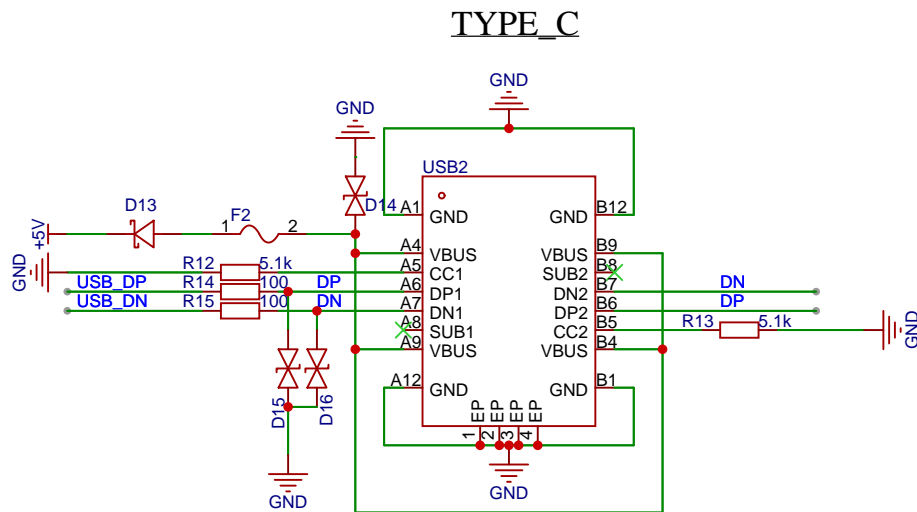 TYPE_C
GND
GND
USB2
D14
D13
F2
+5V
1
2
A1
GND
GND
B12
A4
VBUS
VBUS
B9
GND
R12
5.1k
A5
CC1
SUB2
B8
USB_DP
R14
100
DP
A6
DP1
DN2
B7
DN
USB_DN
R15
100
DN
A7
DN1
DP2
B6
DP
A8
SUB1
CC2
B5
R13
5.1k
GND
A9
VBUS
VBUS
B4
A12
GND
GND
B1
D15
D16
EP
EP
EP
EP
1
2
3
4
GND
GND